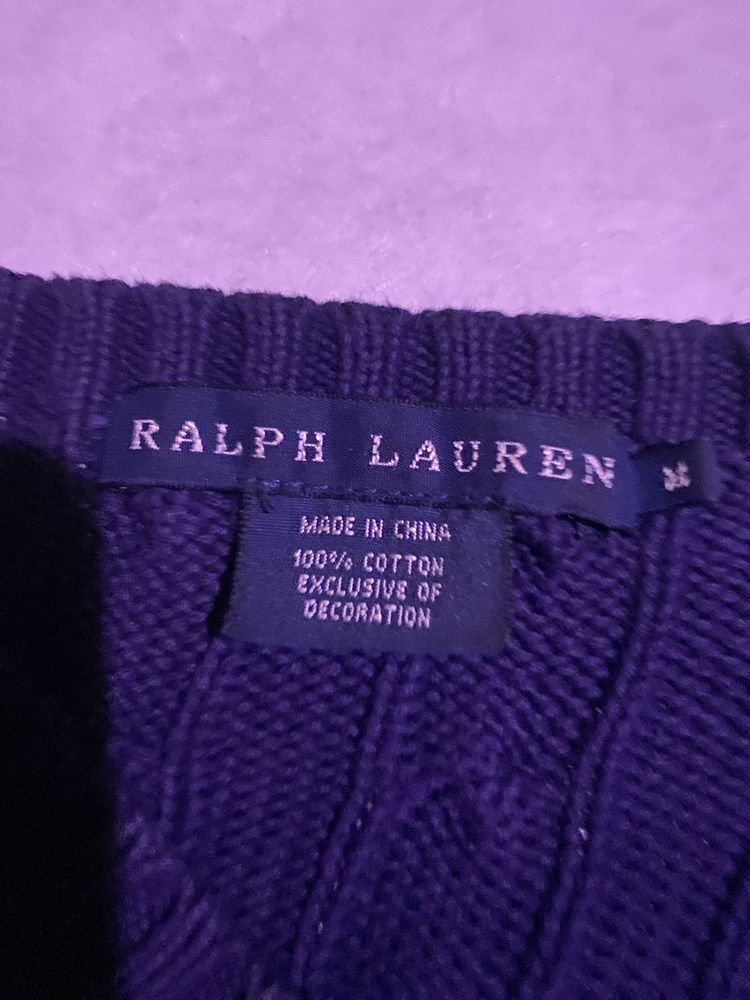 RALPH LAUREN
MADE IN CHINA
100% COTTON
EXCLUSIVE OF
DECORATION